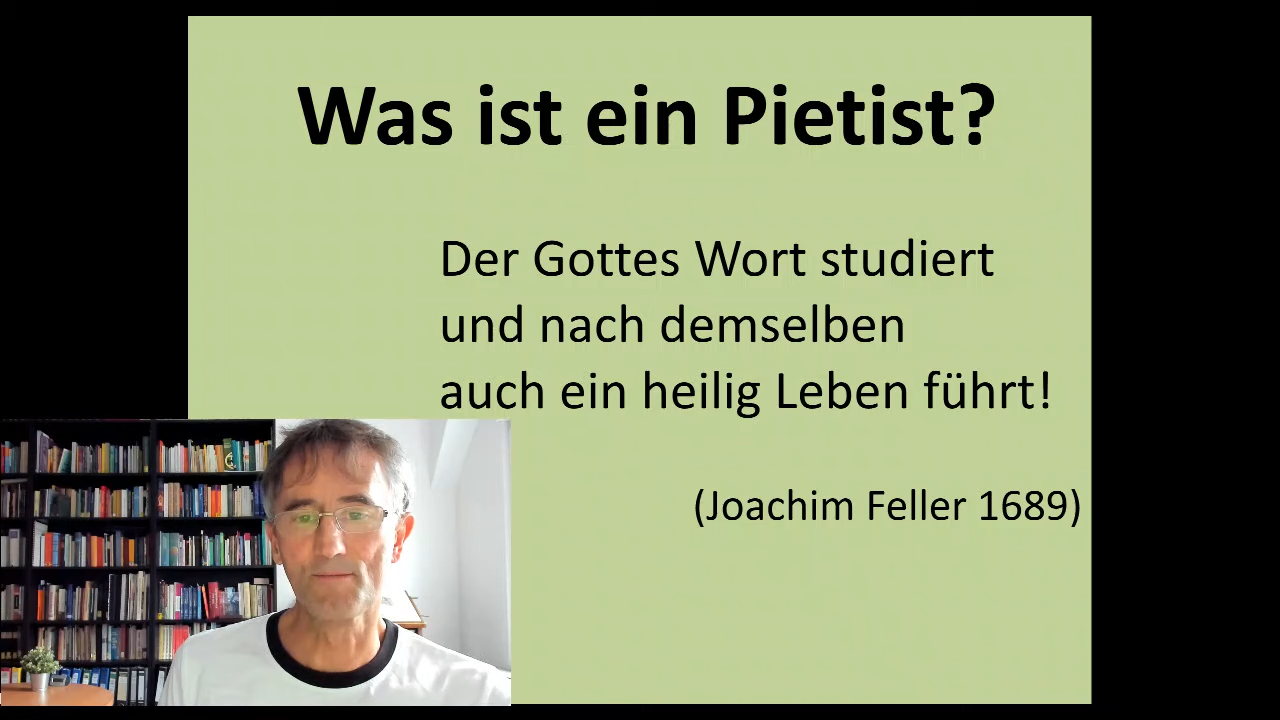 Was ist ein Pietist?
Der Gottes Wort studiert
und nach demselben
auch ein heilig Leben führt!
(Joachim Feller 1689)